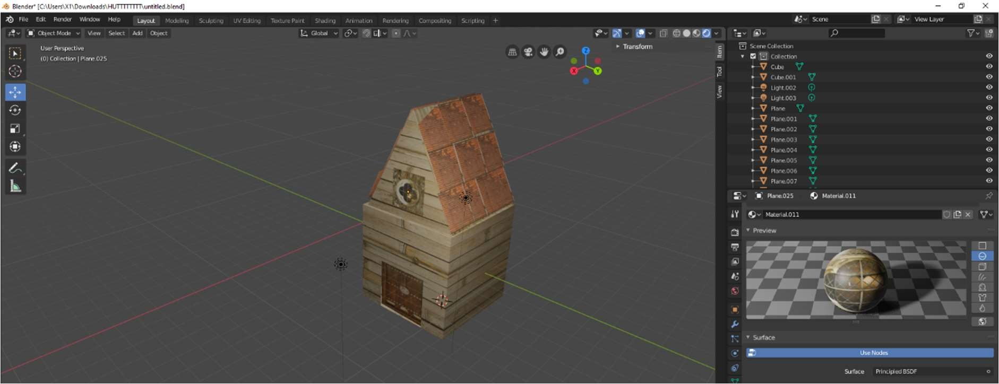 Blender* [C:\Users\X1\Downloads\HUTTTTTTTT\untitled.blend]
File Edit Render Window Help Layout Modeling Sculpting UV Editing Texture Paint Shading Animation Rendering Compositing Scripting + Scene View Layer
Object Mode View Select Add Object Global
User Perspective
(0) Collection | Plane.025
Z
X
Y
Transform
Item
Tool
View
Scene Collection
Collection
Cube
Cube.001
Light.002
Light.003
Plane
Plane.001
Plane.002
Plane.003
Plane.004
Plane.005
Plane.006
Plane.007
Plane.025 Material.011
Material.011
Preview
Surface
Use Nodes
Surface Principled BSDF